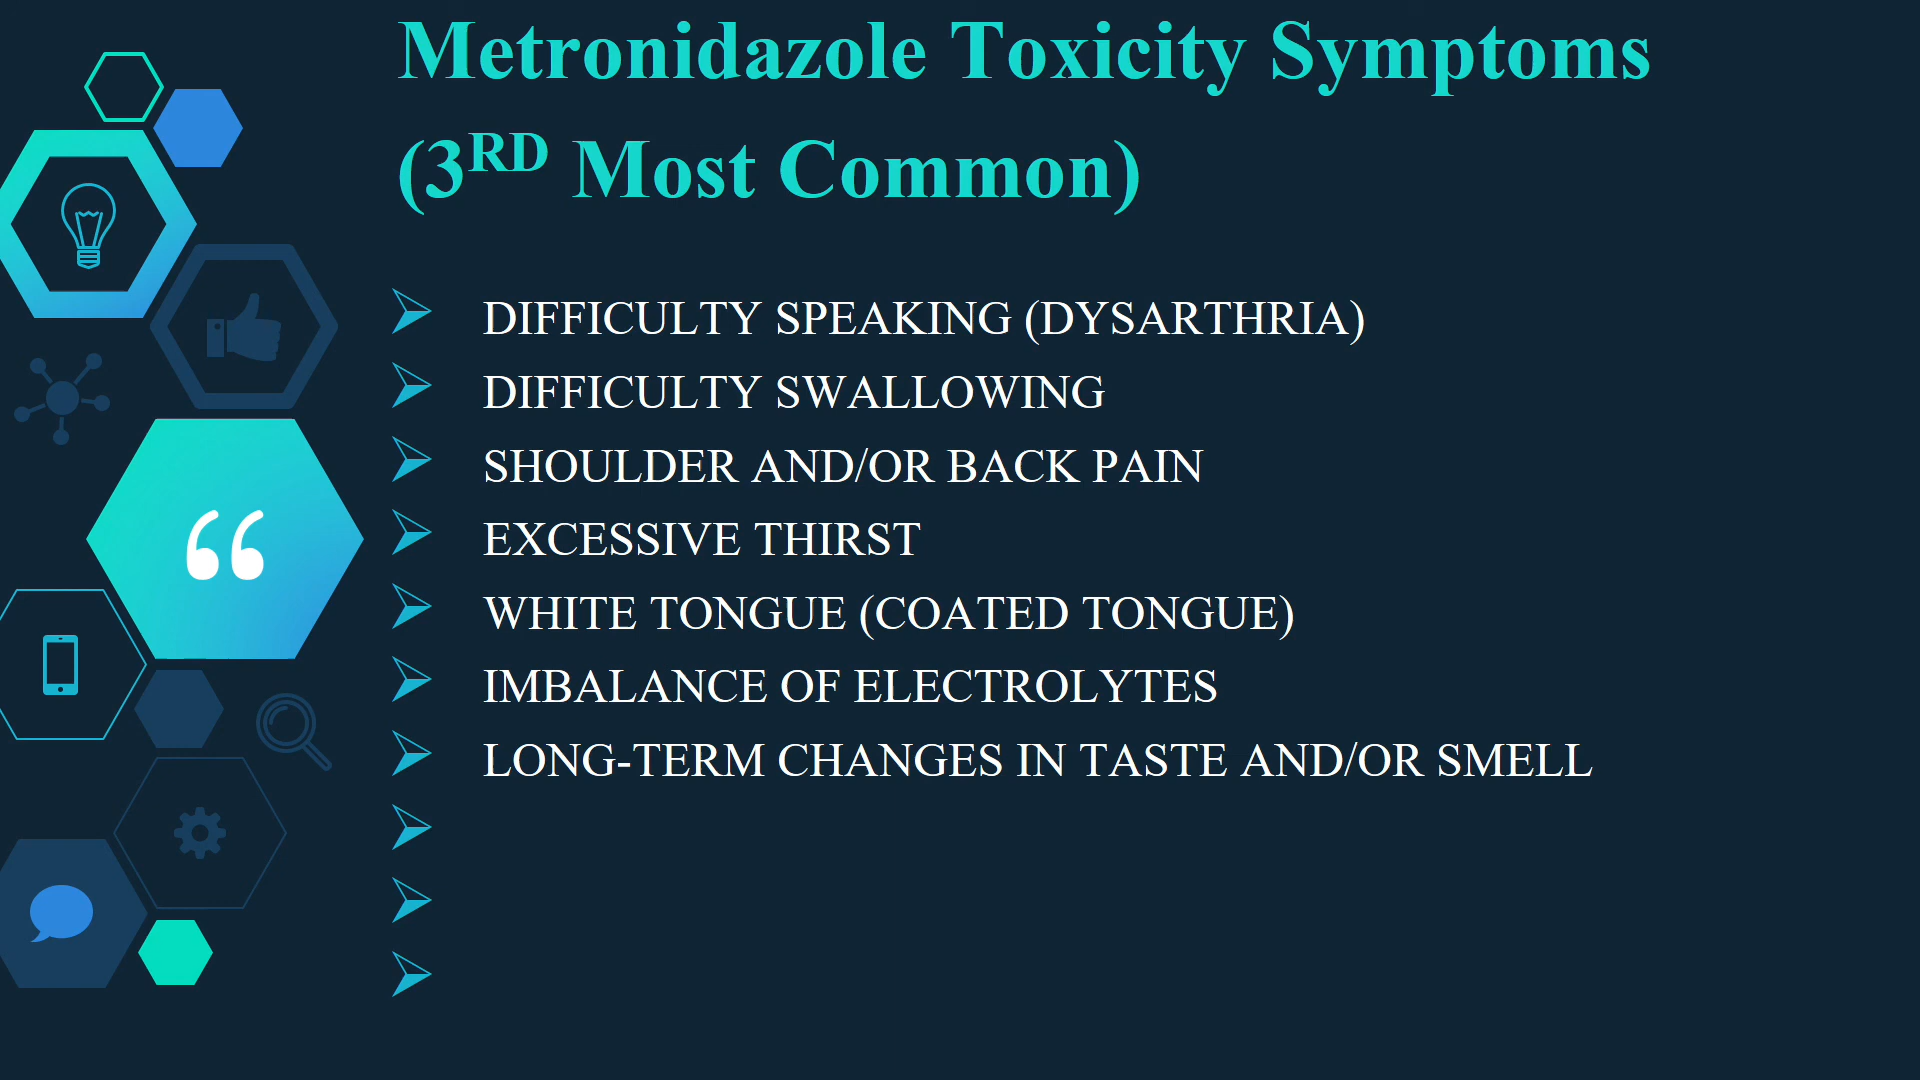 Metronidazole Toxicity Symptoms
(3RD Most Common)
DIFFICULTY SPEAKING (DYSARTHRIA)
DIFFICULTY SWALLOWING
SHOULDER AND/OR BACK PAIN
EXCESSIVE THIRST
WHITE TONGUE (COATED TONGUE)
IMBALANCE OF ELECTROLYTES
LONG-TERM CHANGES IN TASTE AND/OR SMELL